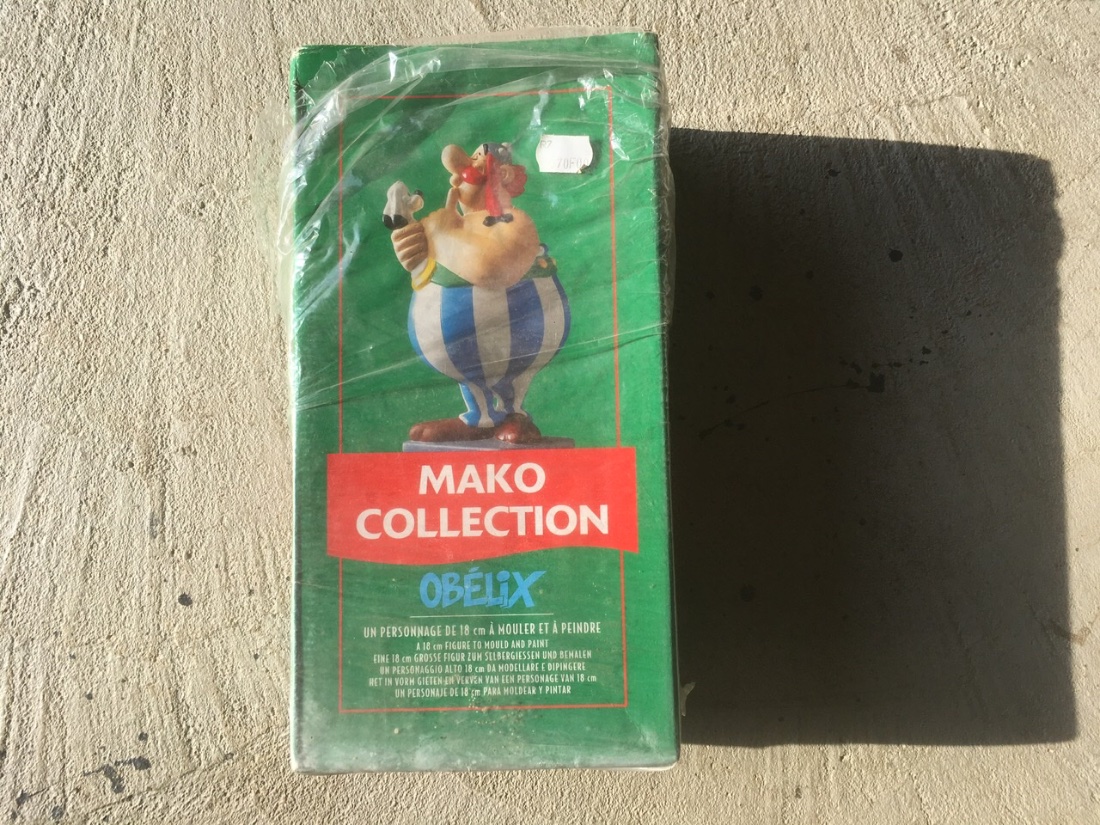 MAKO
COLLECTION
OBÉLIX
UN PERSONNAGE DE 18 cm À MOULER ET À PEINDRE
A 18 cm FIGURE TO MOULD AND PAINT
EINE 18 cm GROSSE FIGUR ZUM SELBERGIESSEN UND BEMALEN
UN PERSONAGGIO ALTO 18 cm DA MODELLARE E DIPINGERE
HET IN VORM GIETEN EN VERVEN VAN EEN PERSONAGE VAN 18 cm
UN PERSONAJE DE 18 cm PARA MOLDEAR Y PINTAR